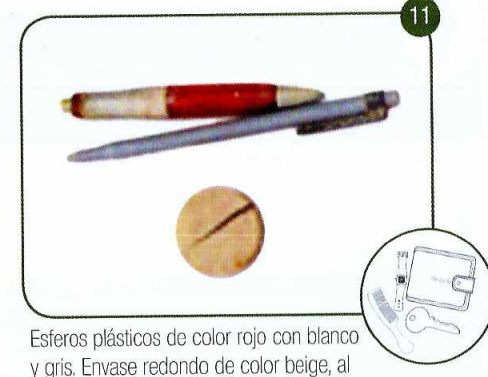 11
Esferos plásticos de color rojo con blanco
y gris. Envase redondo de color beige, al